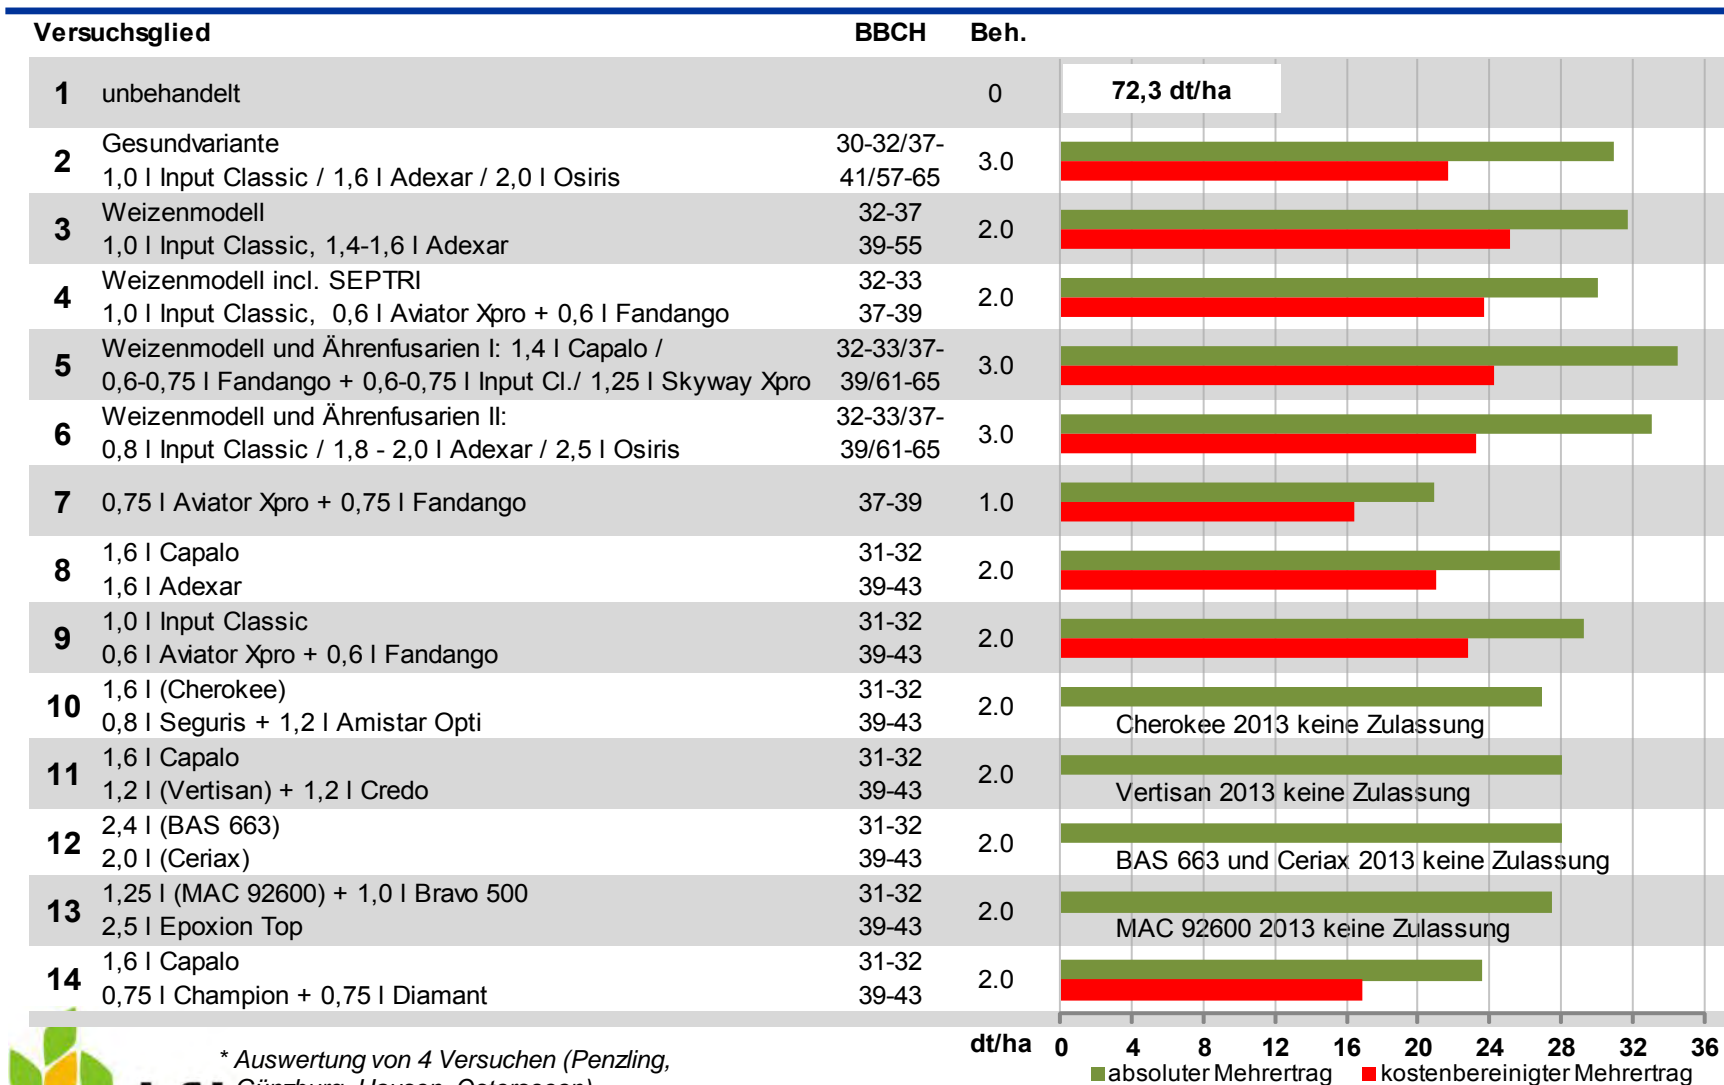 Versuchsglied BBCH Beh.
1 unbehandelt 0 72,3 dt/ha
2 Gesundvariante 30-32/37- 3.0
1,0 l Input Classic / 1,6 l Adexar / 2,0 l Osiris 41/57-65
3 Weizenmodell 32-37 2.0
1,0 l Input Classic, 1,4-1,6 l Adexar 39-55
4 Weizenmodell incl. SEPTRI 32-33 2.0
1,0 l Input Classic, 0,6 l Aviator Xpro + 0,6 l Fandango 37-39
5 Weizenmodell und Ährenfusarien I: 1,4 l Capalo / 32-33/37- 3.0
0,6-0,75 l Fandango + 0,6-0,75 l Input Cl./ 1,25 l Skyway Xpro 39/61-65
6 Weizenmodell und Ährenfusarien II: 32-33/37- 3.0
0,8 l Input Classic / 1,8 - 2,0 l Adexar / 2,5 l Osiris 39/61-65
7 0,75 l Aviator Xpro + 0,75 l Fandango 37-39 1.0
8 1,6 l Capalo 31-32 2.0
1,6 l Adexar 39-43
9 1,0 l Input Classic 31-32 2.0
0,6 l Aviator Xpro + 0,6 l Fandango 39-43
10 1,6 l (Cherokee) 31-32 2.0
0,8 l Seguris + 1,2 l Amistar Opti 39-43 Cherokee 2013 keine Zulassung
11 1,6 l Capalo 31-32 2.0
1,2 l (Vertisan) + 1,2 l Credo 39-43 Vertisan 2013 keine Zulassung
12 2,4 l (BAS 663) 31-32 2.0
2,0 l (Ceriax) 39-43 BAS 663 und Ceriax 2013 keine Zulassung
13 1,25 l (MAC 92600) + 1,0 l Bravo 500 31-32 2.0
2,5 l Epoxion Top 39-43 MAC 92600 2013 keine Zulassung
14 1,6 l Capalo 31-32 2.0
0,75 l Champion + 0,75 l Diamant 39-43
dt/ha 0 4 8 12 16 20 24 28 32 36
* Auswertung von 4 Versuchen (Penzling,
absoluter Mehrertrag kostenbereinigter Mehrertrag